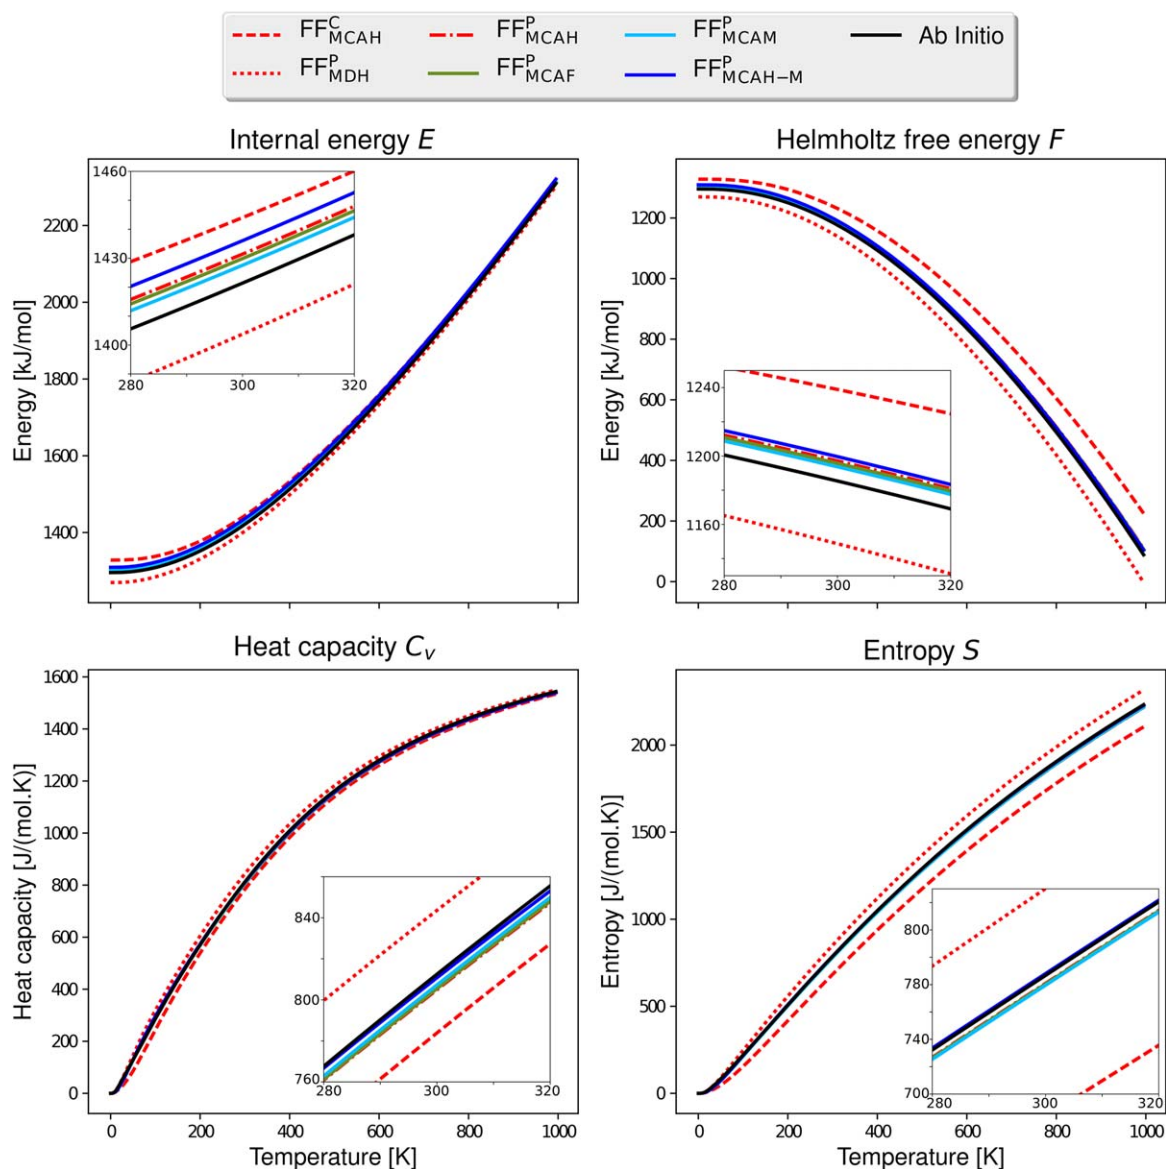 FF^C_MCAH FF^P_MCAH FF^P_MCAM Ab Initio
FF^P_MDH FF^P_MCAF FF^P_MCAH−M
Internal energy E
Helmholtz free energy F
Energy [kJ/mol]
2200
2000
1800
1600
1400
1460
1430
1400
280 300 320
Energy [kJ/mol]
1200
1000
800
600
400
200
0
1240
1200
1160
280 300 320
Heat capacity C_v
Entropy S
Heat capacity [J/(mol.K)]
1600
1400
1200
1000
800
600
400
200
0
840
800
760
280 300 320
0 200 400 600 800 1000
Temperature [K]
Entropy [J/(mol.K)]
2000
1500
1000
500
0
820
780
740
700
280 300 320
0 200 400 600 800 1000
Temperature [K]